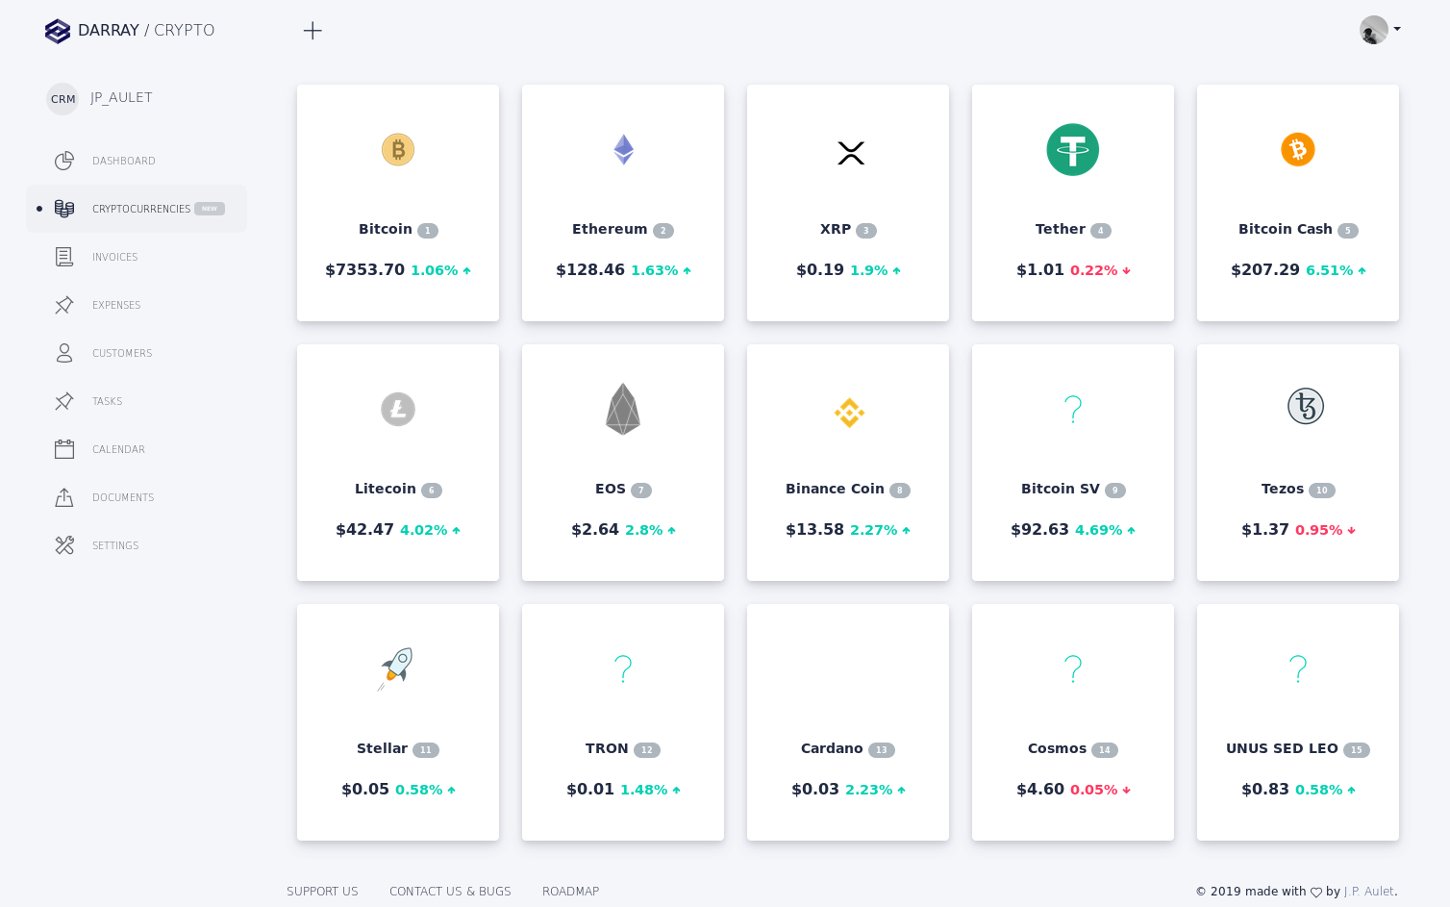 DARRAY / CRYPTO
CRM JP_AULET
DASHBOARD
CRYPTOCURRENCIES NEW
INVOICES
EXPENSES
CUSTOMERS
TASKS
CALENDAR
DOCUMENTS
SETTINGS
Bitcoin 1
$7353.70 1.06%
Ethereum 2
$128.46 1.63%
XRP 3
$0.19 1.9%
Tether 4
$1.01 0.22%
Bitcoin Cash 5
$207.29 6.51%
Litecoin 6
$42.47 4.02%
EOS 7
$2.64 2.8%
Binance Coin 8
$13.58 2.27%
?
Bitcoin SV 9
$92.63 4.69%
Tezos 10
$1.37 0.95%
Stellar 11
$0.05 0.58%
?
TRON 12
$0.01 1.48%
Cardano 13
$0.03 2.23%
?
Cosmos 14
$4.60 0.05%
?
UNUS SED LEO 15
$0.83 0.58%
SUPPORT US CONTACT US & BUGS ROADMAP
© 2019 made with ♡ by J.P. Aulet.